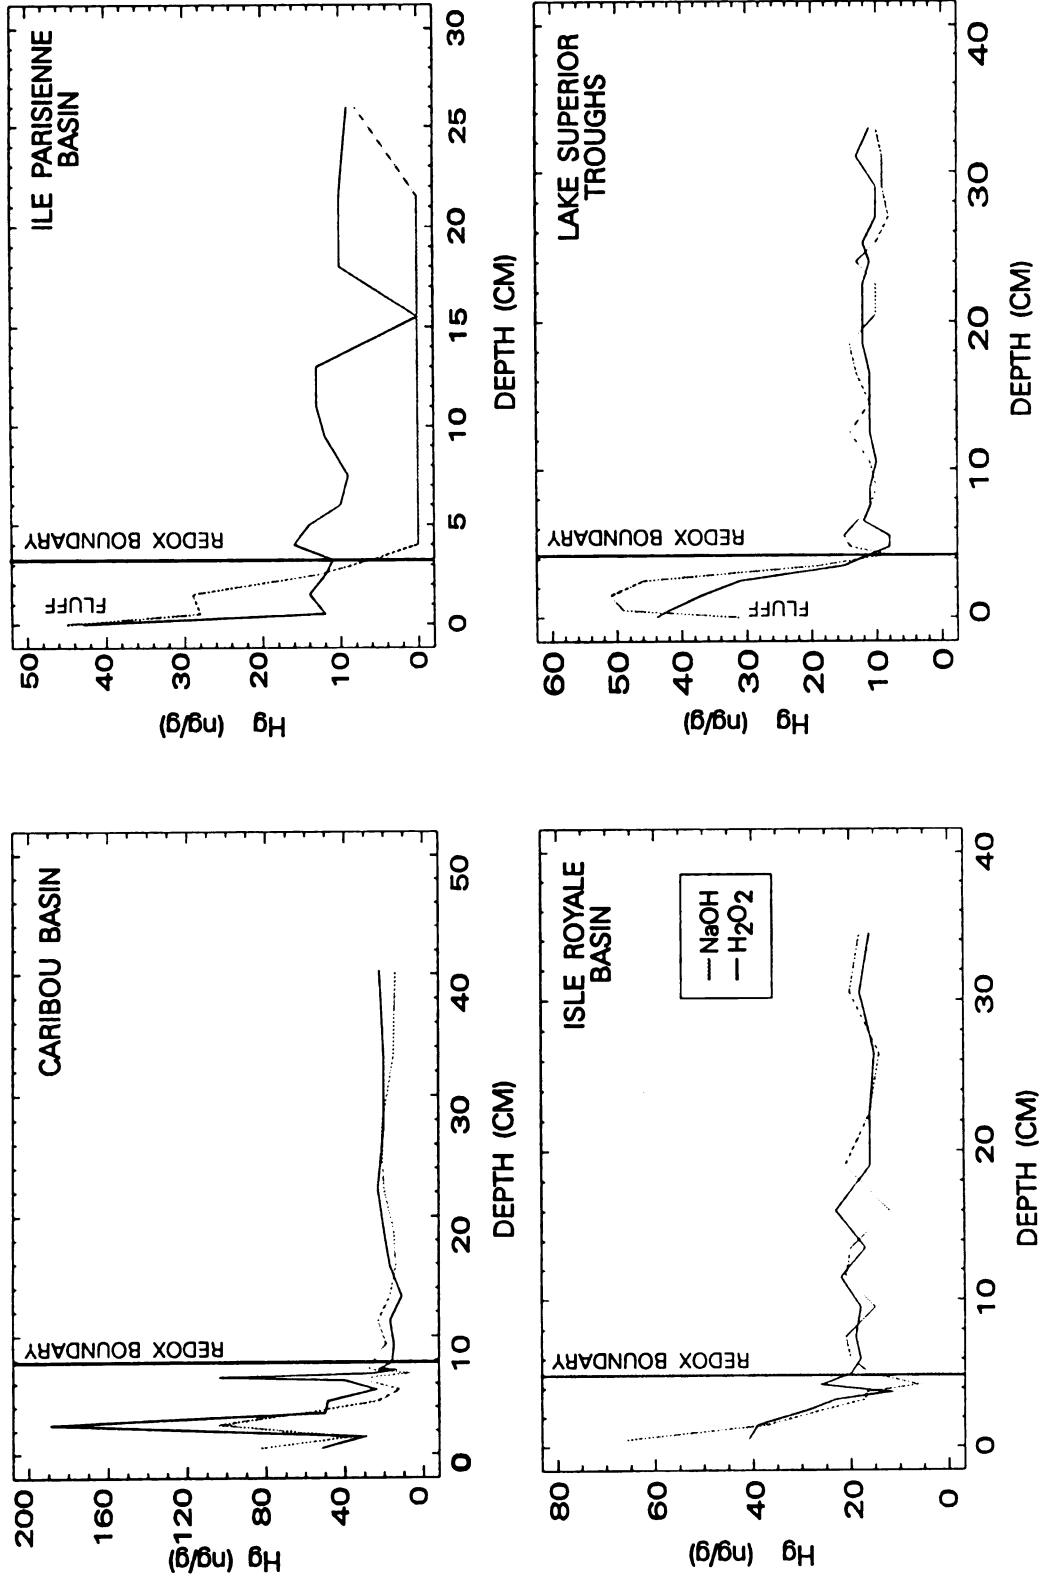 CARIBOU BASIN
REDOX BOUNDARY
200
160
120
80
40
0
Hg (ng/g)
0
10
20
30
40
50
DEPTH (CM)
ILE PARISIENNE
BASIN
REDOX BOUNDARY
FLUFF
50
40
30
20
10
0
Hg
(ng/g)
0
5
10
15
20
25
30
DEPTH (CM)
ISLE ROYALE
BASIN
NaOH
H2O2
REDOX BOUNDARY
80
60
40
20
0
Hg
(ng/g)
0
10
20
30
40
DEPTH (CM)
LAKE SUPERIOR
TROUGHS
REDOX BOUNDARY
FLUFF
60
50
40
30
20
10
0
Hg
(ng/g)
0
10
20
30
40
DEPTH (CM)